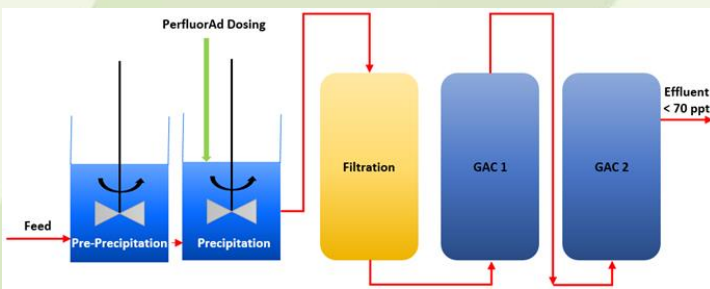 PerfluorAd Dosing
Feed
Pre-Precipitation
Precipitation
Filtration
GAC 1
GAC 2
Effluent
< 70 ppt